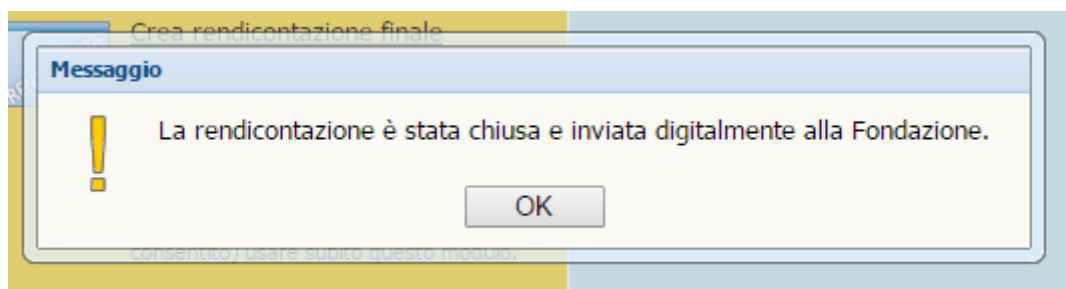 Crea rendicontazione finale
Messaggio
La rendicontazione è stata chiusa e inviata digitalmente alla Fondazione.
OK
consentito) usare subito questo modulo.